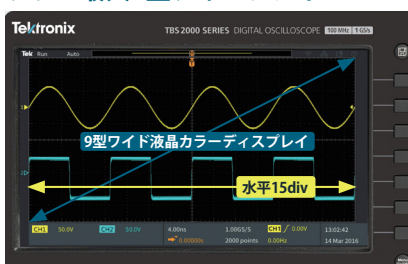 Tektronix
TBS 2000 SERIES DIGITAL OSCILLOSCOPE 100 MHz 1 GS/s
Tek Run Auto
9型ワイド液晶カラーディスプレイ
水平15div
CH1 50.0V CH2 50.0V 4.00ns 1.00GS/S CH1 / 0.00V 13:02:42
0.00000s 2000 points 0.00Hz 14 Mar 2016